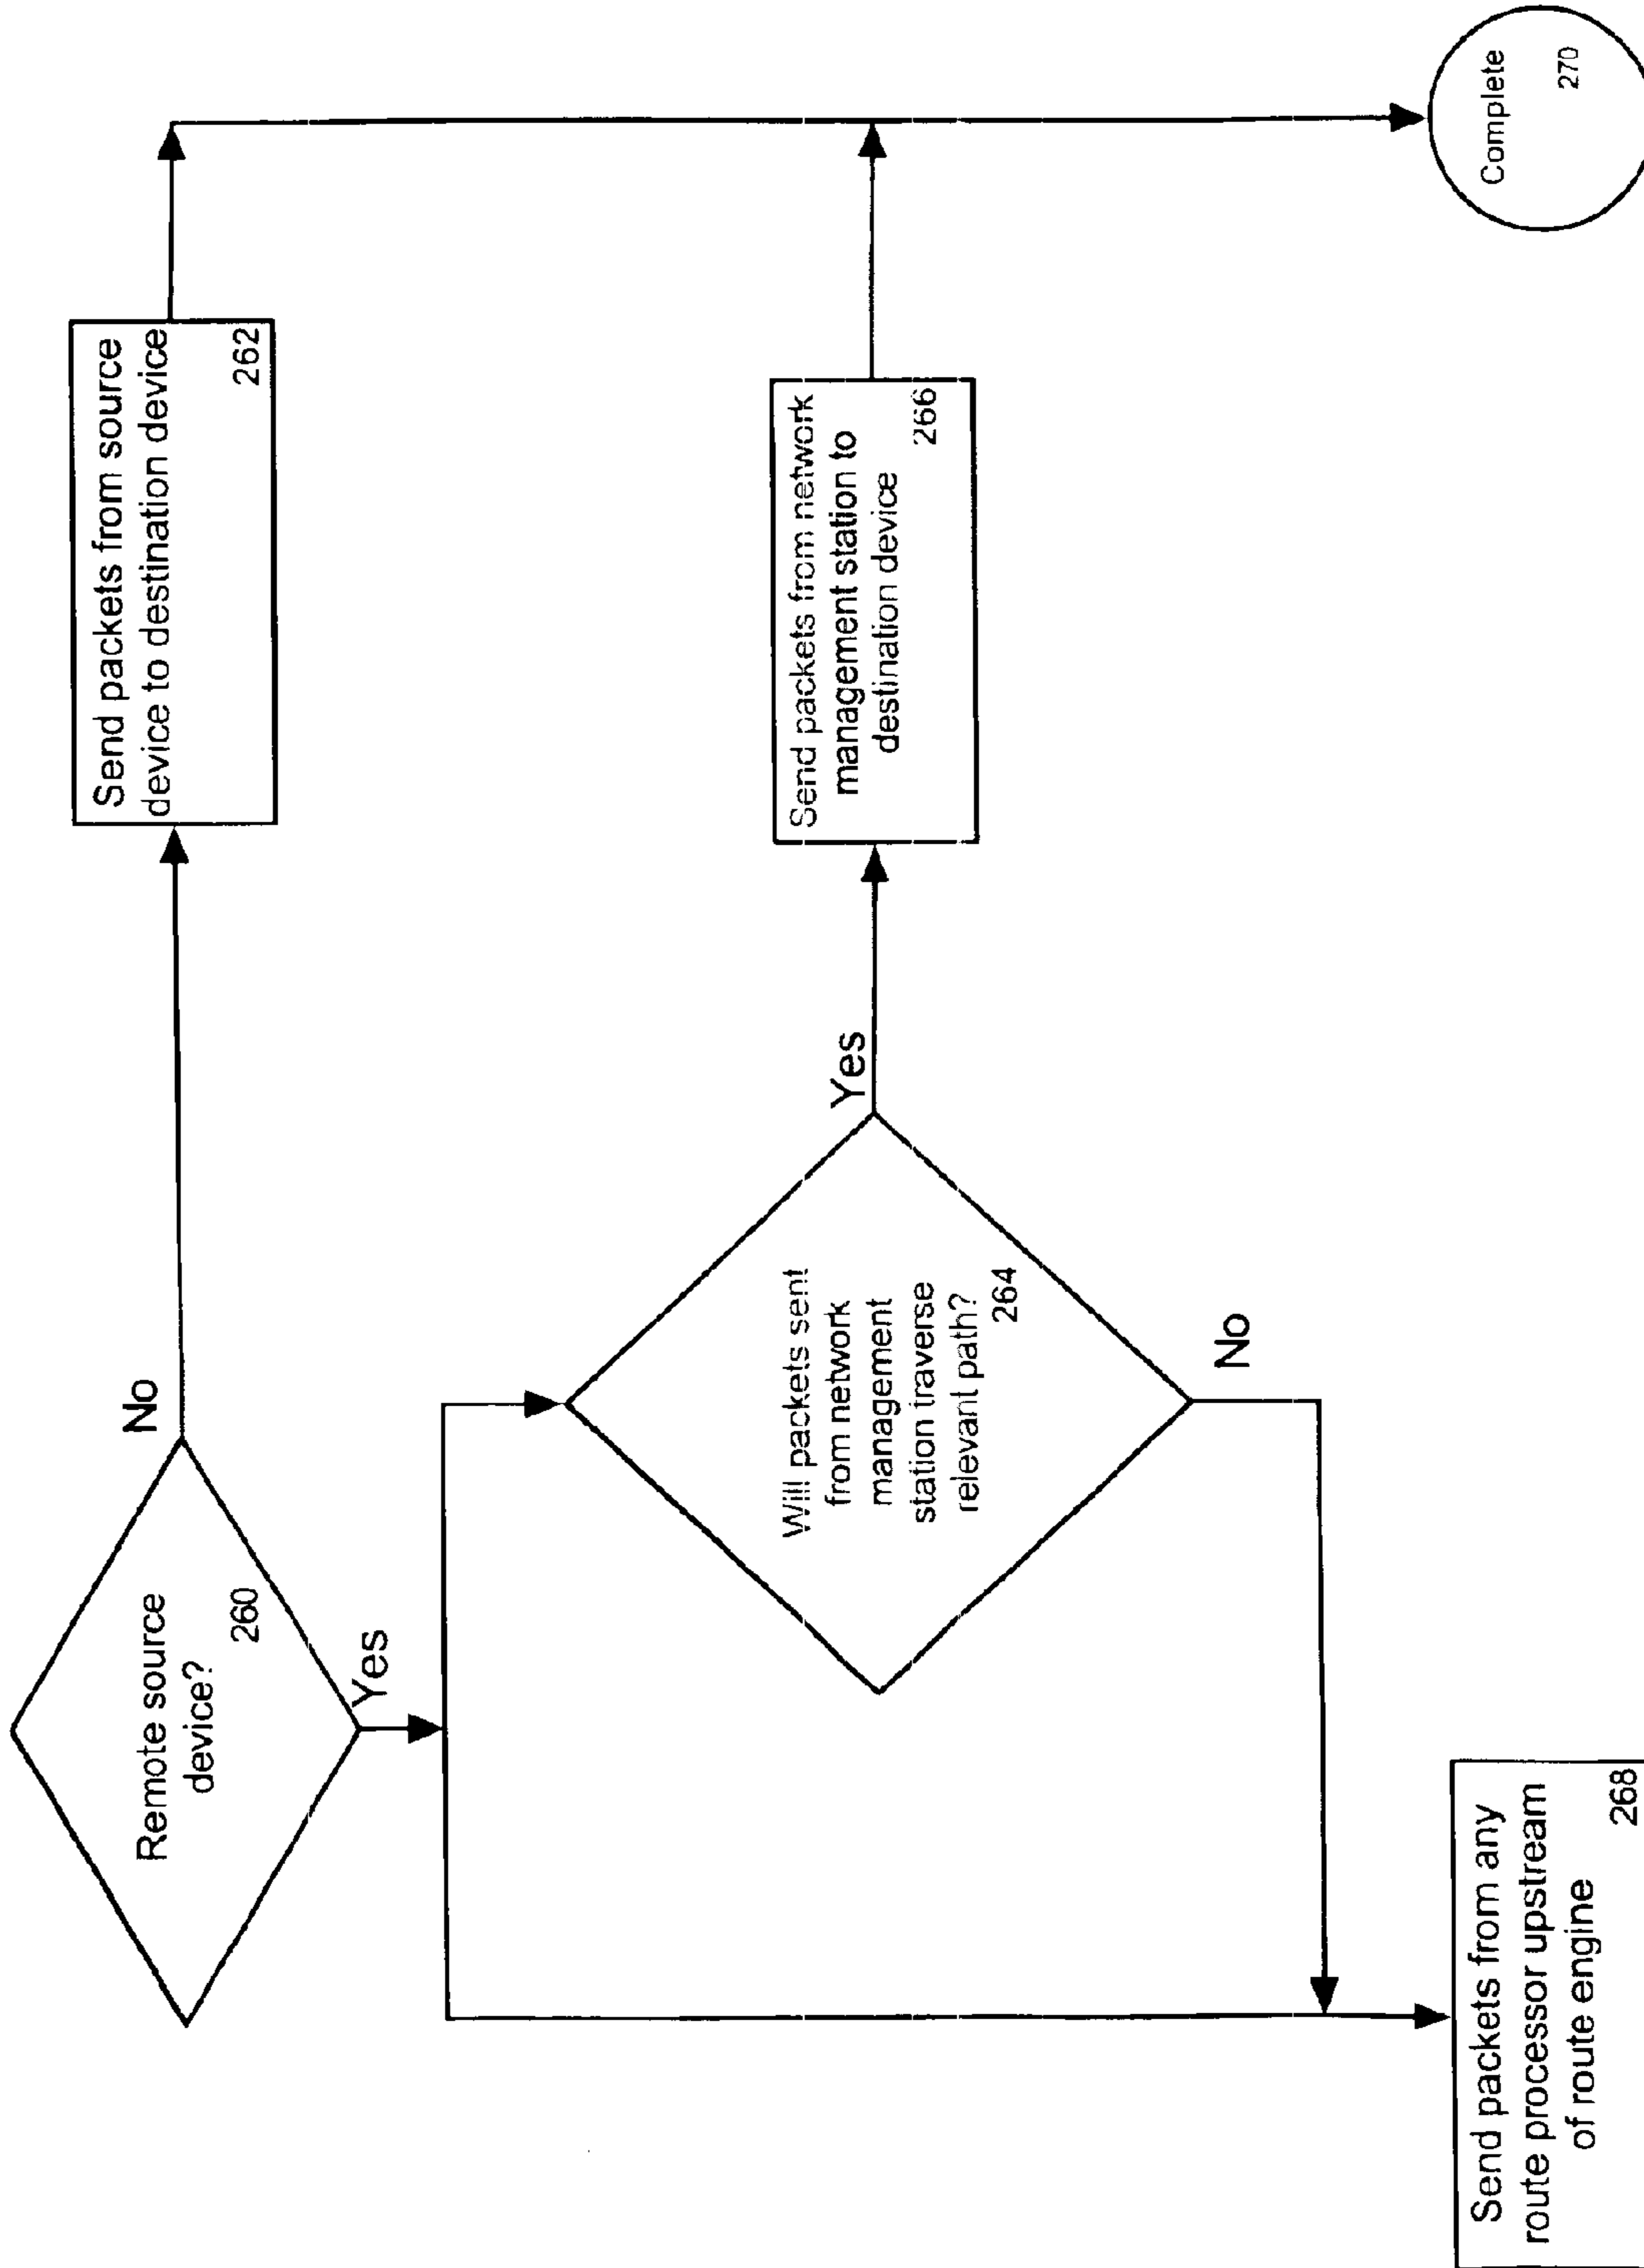 Remote source
device?
260
No
Yes
Send packets from source
device to destination device
262
Will packets sent
from network
management
station traverse
relevant path?
264
Yes
No
Send packets from network
management station to
destination device
266
Send packets from any
route processor upstream
of route engine
268
Complete
270